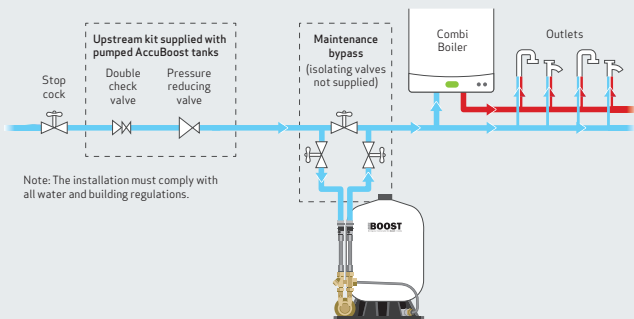 Upstream kit supplied with
pumped AccuBoost tanks
Stop
cock
Double
check
valve
Pressure
reducing
valve
Maintenance
bypass
(isolating valves
not supplied)
Combi
Boiler
Outlets
Note: The installation must comply with
all water and building regulations.
BOOST